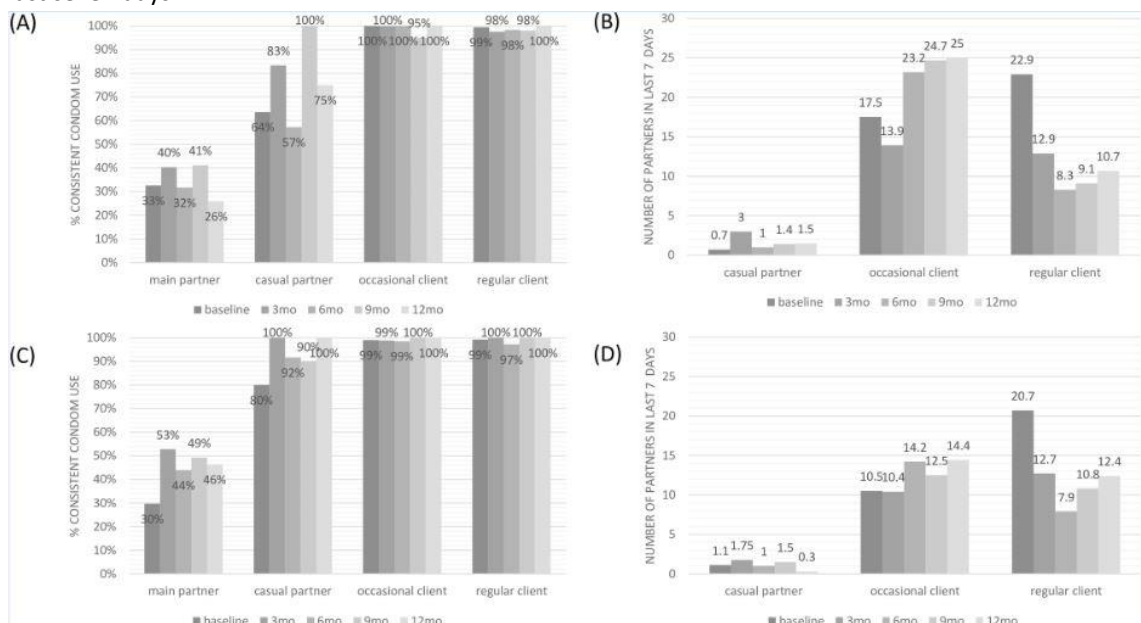 (A)
% CONSISTENT CONDOM USE
100%
90%
80%
70%
60%
50%
40%
30%
20%
10%
0%
33% 40% 32% 41% 26%
64% 83% 57% 100% 75%
100% 100% 100% 95% 100%
99% 98% 98% 98% 100%
main partner casual partner occasional client regular client
baseline 3mo 6mo 9mo 12mo
(B)
NUMBER OF PARTNERS IN LAST 7 DAYS
30
25
20
15
10
5
0
0.7 3 1 1.4 1.5
17.5 13.9 23.2 24.7 25
22.9 12.9 8.3 9.1 10.7
casual partner occasional client regular client
baseline 3mo 6mo 9mo 12mo
(C)
% CONSISTENT CONDOM USE
100%
90%
80%
70%
60%
50%
40%
30%
20%
10%
0%
30% 53% 44% 49% 46%
80% 100% 92% 90% 100%
99% 99% 99% 100% 100%
99% 100% 97% 100% 100%
main partner casual partner occasional client regular client
baseline 3mo 6mo 9mo 12mo
(D)
NUMBER OF PARTNERS IN LAST 7 DAYS
30
25
20
15
10
5
0
1.1 1.75 1 1.5 0.3
10.5 10.4 14.2 12.5 14.4
20.7 12.7 7.9 10.8 12.4
casual partner occasional client regular client
baseline 3mo 6mo 9mo 12mo